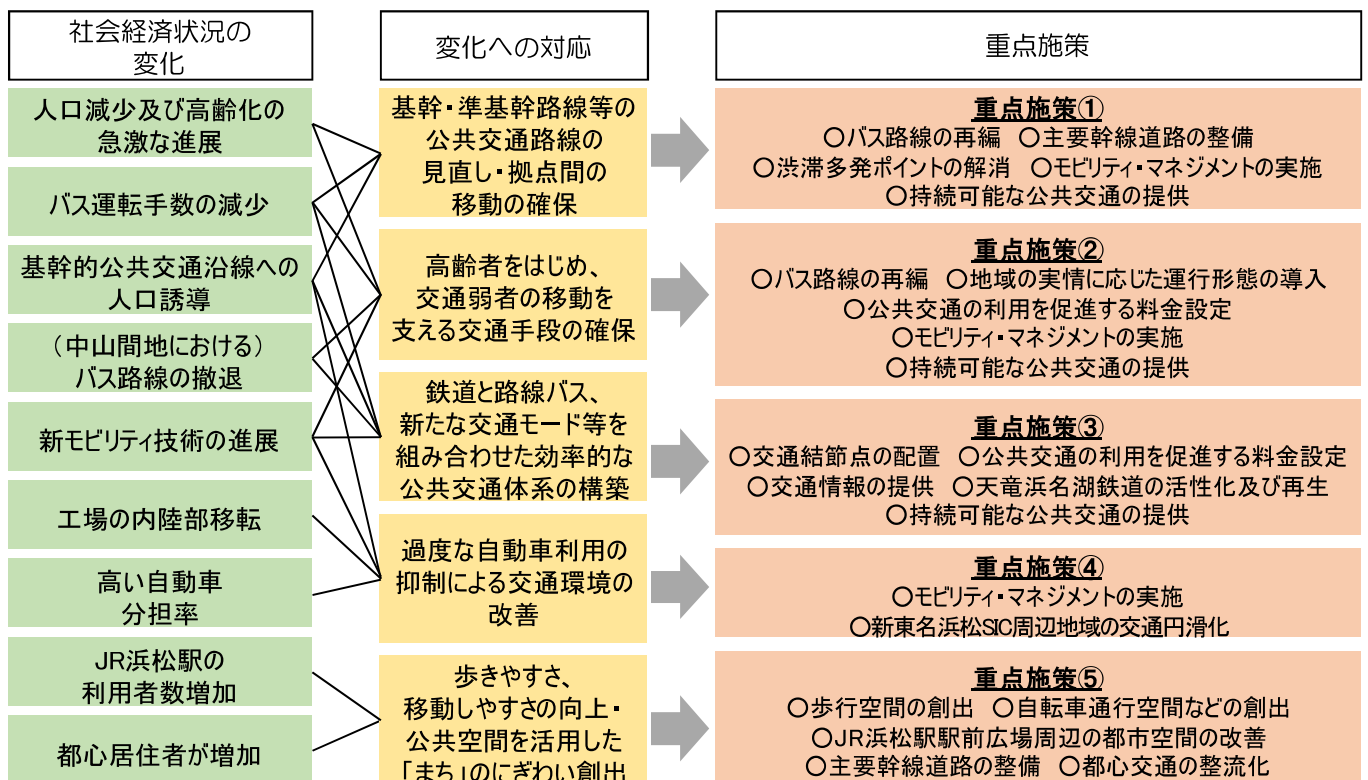 社会経済状況の
変化
変化への対応
重点施策
人口減少及び高齢化の
急激な進展
バス運転手数の減少
基幹的公共交通沿線への
人口誘導
(中山間地における)
バス路線の撤退
新モビリティ技術の進展
工場の内陸部移転
高い自動車
分担率
JR浜松駅の
利用者数増加
都心居住者が増加
基幹・準基幹路線等の
公共交通路線の
見直し・拠点間の
移動の確保
高齢者をはじめ、
交通弱者の移動を
支える交通手段の確保
鉄道と路線バス、
新たな交通モード等を
組み合わせた効率的な
公共交通体系の構築
過度な自動車利用の
抑制による交通環境の
改善
歩きやすさ、
移動しやすさの向上・
公共空間を活用した
「まち」のにぎわい創出
重点施策①
○バス路線の再編 ○主要幹線道路の整備
○渋滞多発ポイントの解消 ○モビリティ・マネジメントの実施
○持続可能な公共交通の提供
重点施策②
○バス路線の再編 ○地域の実情に応じた運行形態の導入
○公共交通の利用を促進する料金設定
○モビリティ・マネジメントの実施
○持続可能な公共交通の提供
重点施策③
○交通結節点の配置 ○公共交通の利用を促進する料金設定
○交通情報の提供 ○天竜浜名湖鉄道の活性化及び再生
○持続可能な公共交通の提供
重点施策④
○モビリティ・マネジメントの実施
○新東名浜松SIC周辺地域の交通円滑化
重点施策⑤
○歩行空間の創出 ○自転車通行空間などの創出
○JR浜松駅駅前広場周辺の都市空間の改善
○主要幹線道路の整備 ○都心交通の整流化